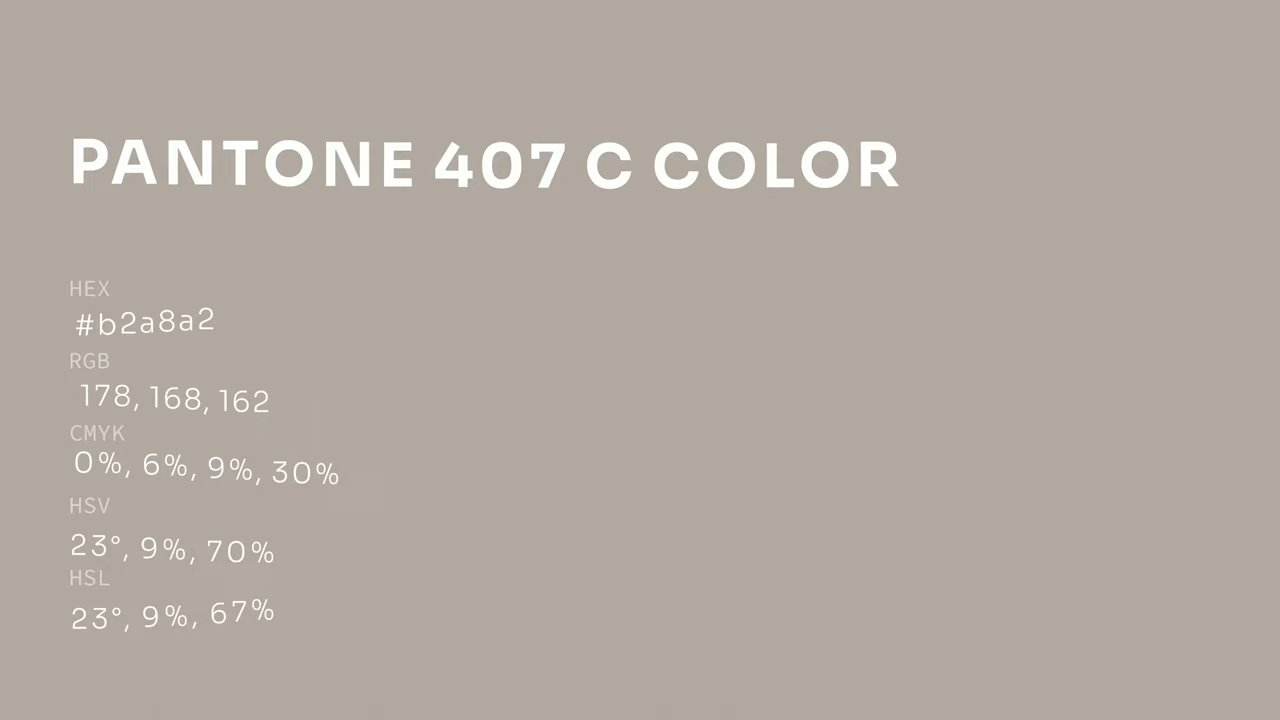 PANTONE 407 C COLOR
HEX
#b2a8a2
RGB
178, 168, 162
CMYK
0%, 6%, 9%, 30%
HSV
23°, 9%, 70%
HSL
23°, 9%, 67%